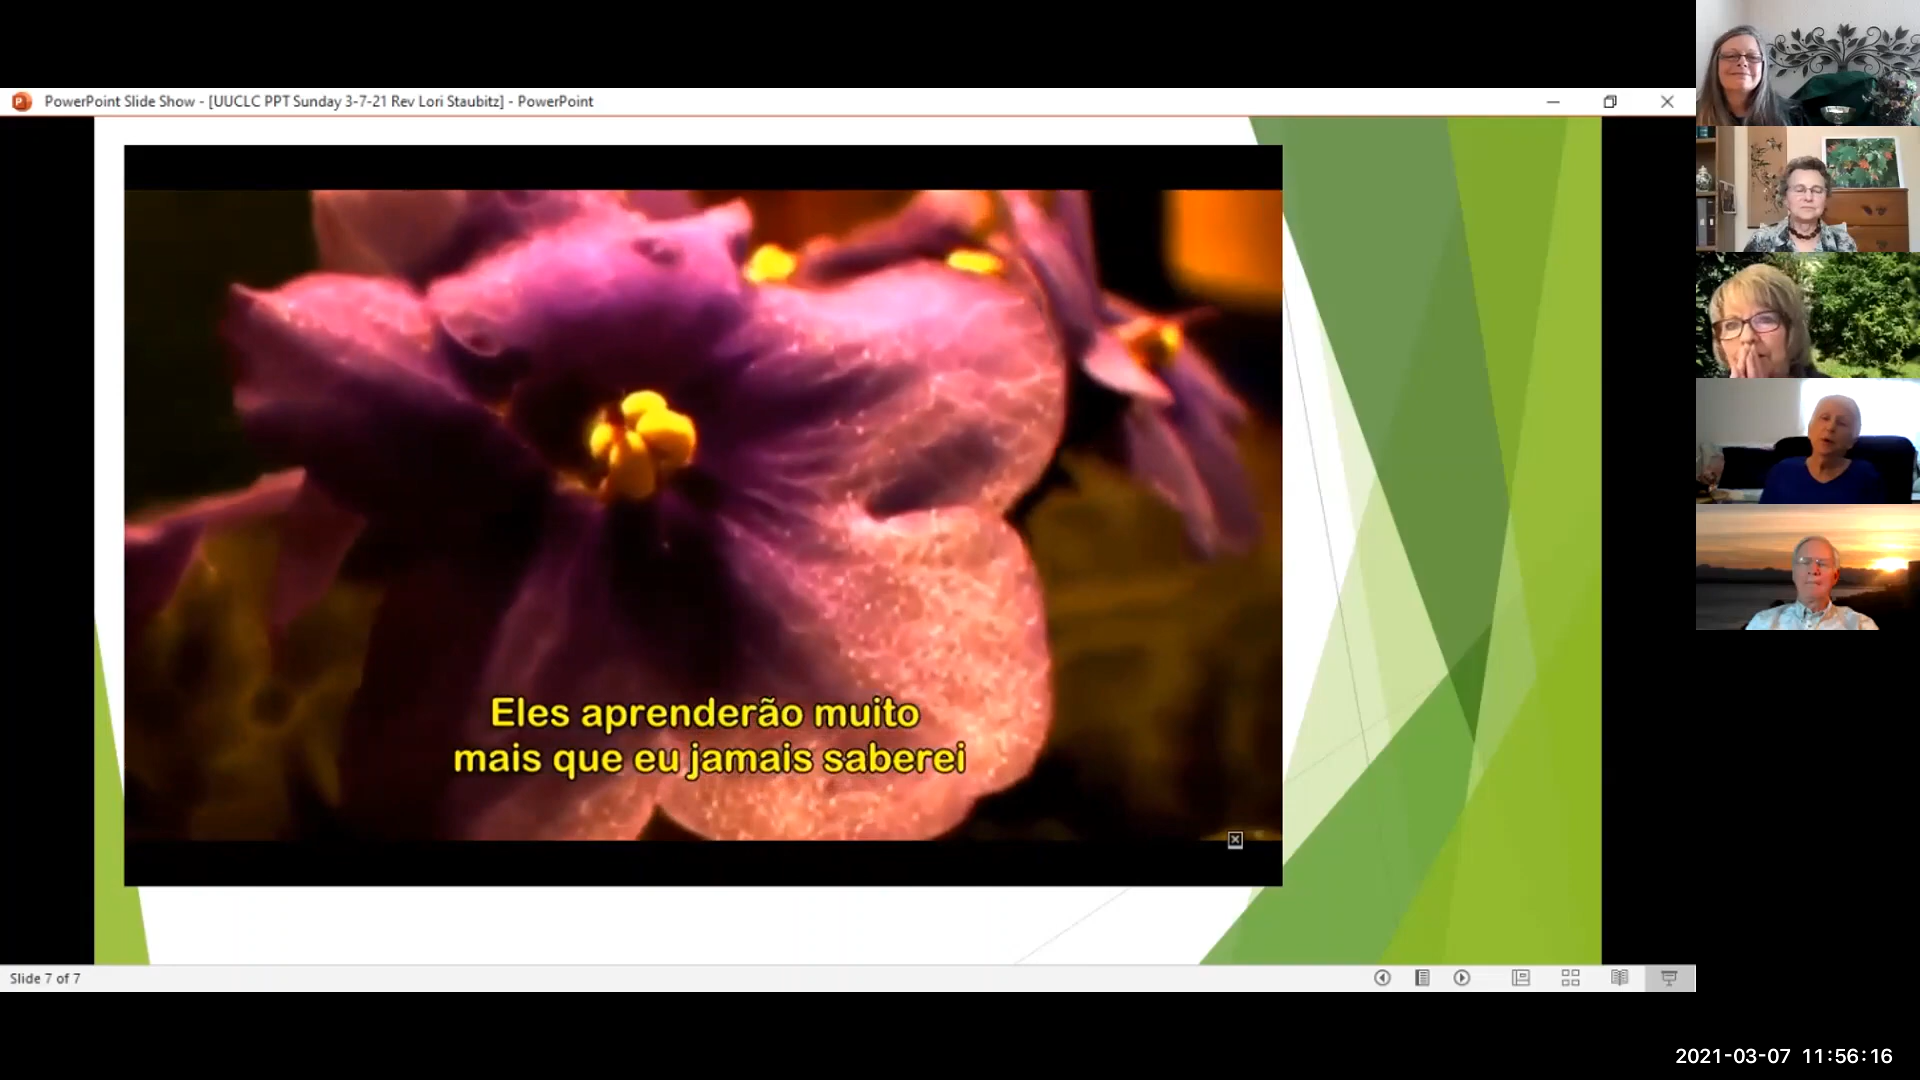 PowerPoint Slide Show - [UUCLC PPT Sunday 3-7-21 Rev Lori Staubitz] - PowerPoint
Eles aprenderão muito
mais que eu jamais saberei
Slide 7 of 7
2021-03-07 11:56:16